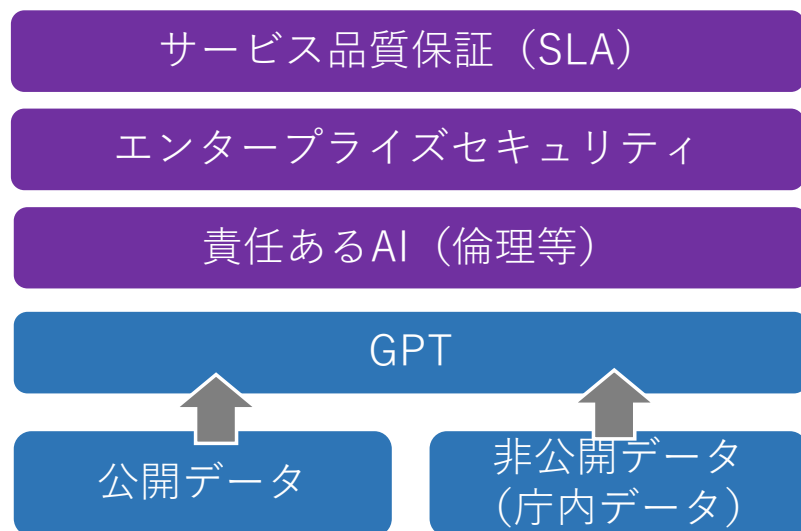 サービス品質保証（SLA）
エンタープライズセキュリティ
責任あるAI（倫理等）
GPT
公開データ
非公開データ
（庁内データ）